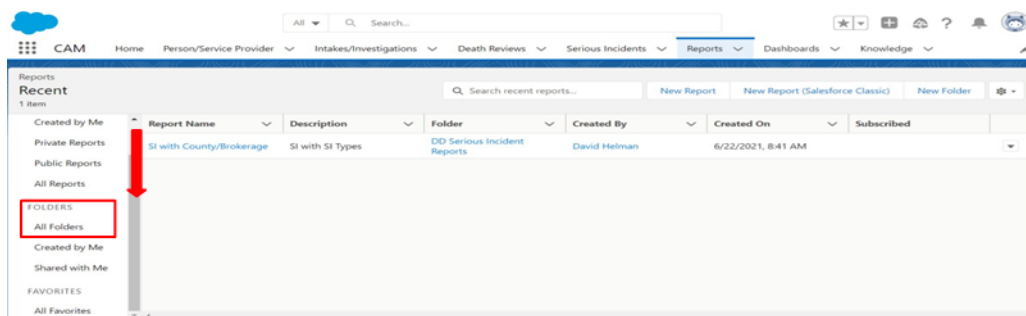 All
Search...
CAM Home Person/Service Provider Intakes/Investigations Death Reviews Serious Incidents Reports Dashboards Knowledge
Reports
Recent
1 item
Search recent reports...
New Report New Report (Salesforce Classic) New Folder
Created by Me
Private Reports
Public Reports
All Reports
FOLDERS
All Folders
Created by Me
Shared with Me
FAVORITES
All Favorites
Report Name Description Folder Created By Created On Subscribed
SI with County/Brokerage SI with SI Types DD Serious Incident David Helman 6/22/2021, 8:41 AM
Reports